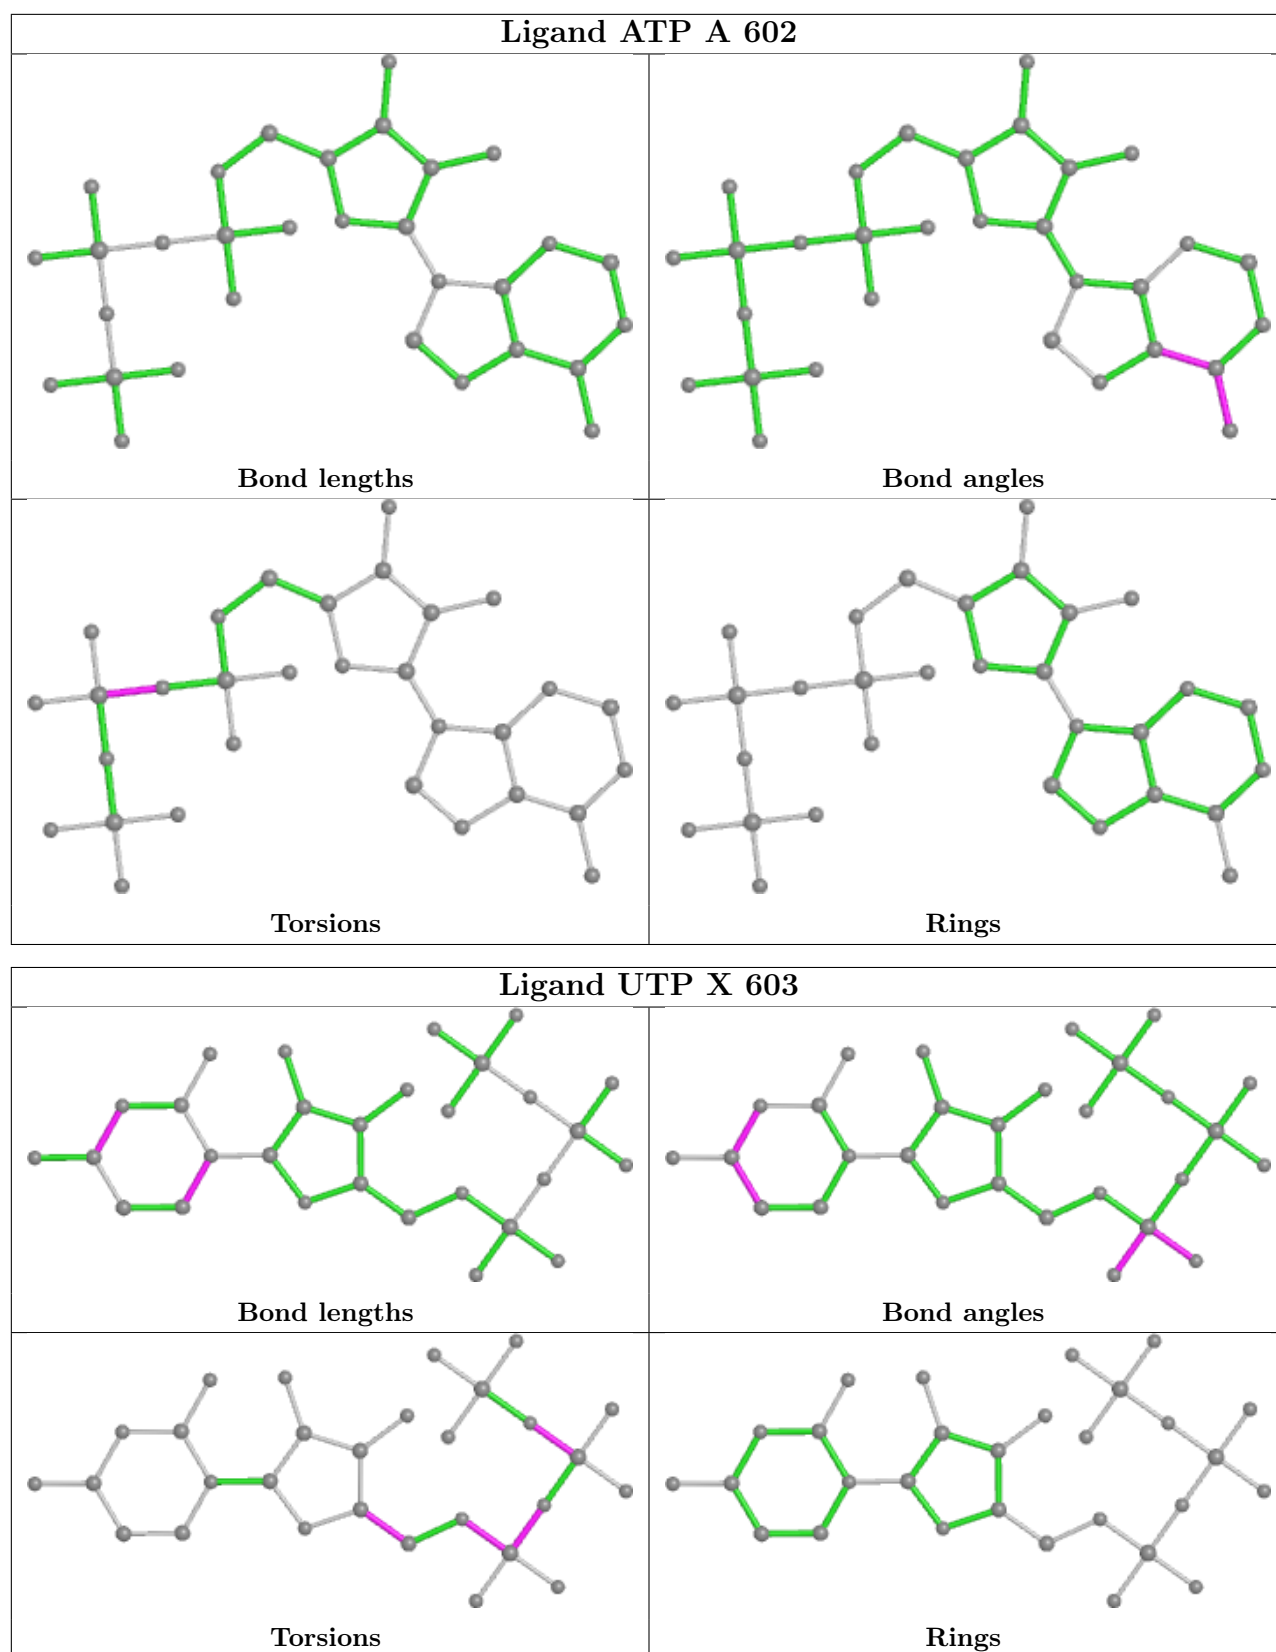 Ligand ATP A 602
Bond lengths
Bond angles
Torsions
Rings
Ligand UTP X 603
Bond lengths
Bond angles
Torsions
Rings